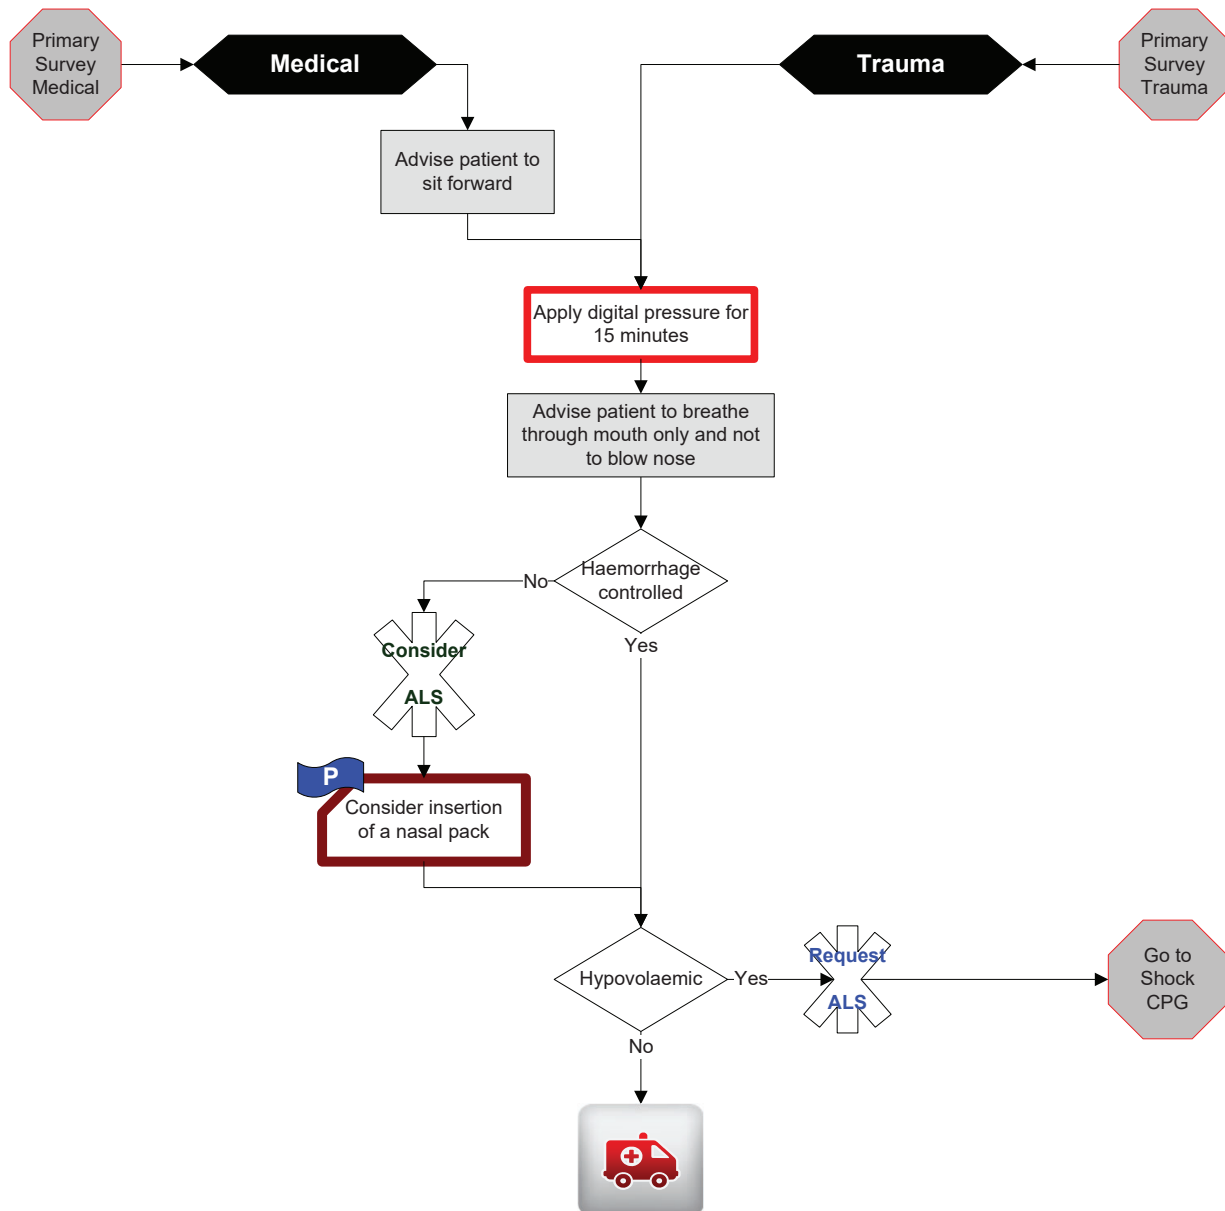 Primary
Survey
Medical
Medical
Trauma
Primary
Survey
Trauma
Advise patient to
sit forward
Apply digital pressure for
15 minutes
Advise patient to breathe
through mouth only and not
to blow nose
Haemorrhage
controlled
No
Yes
Consider
ALS
P
Consider insertion
of a nasal pack
Hypovolaemic
Yes
Request
ALS
Go to
Shock
CPG
No